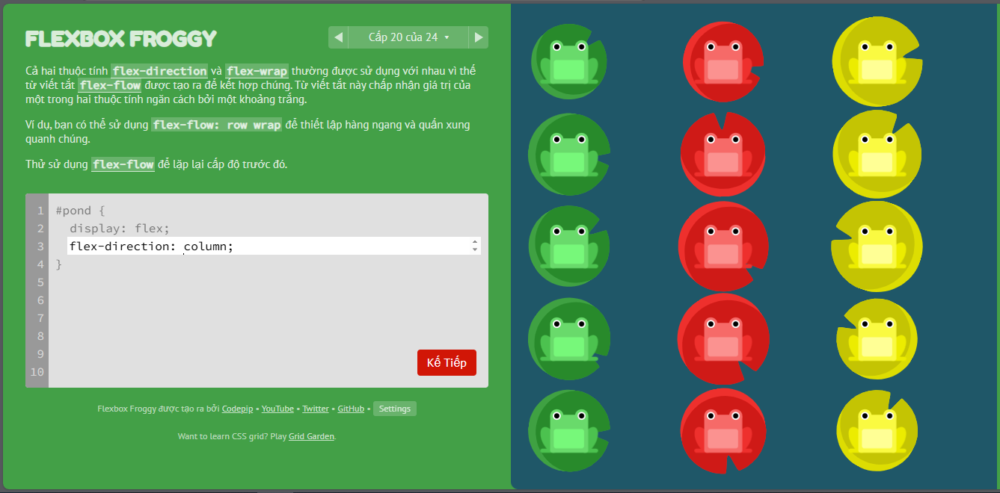 FLEXBOX FROGGY
Cấp 20 của 24
Cả hai thuộc tính flex-direction và flex-wrap thường được sử dụng với nhau vì thế
từ viết tắt flex-flow được tạo ra để kết hợp chúng. Từ viết tắt này chấp nhận giá trị của
một trong hai thuộc tính ngăn cách bởi một khoảng trắng.
Ví dụ, bạn có thể sử dụng flex-flow: row wrap để thiết lập hàng ngang và quấn xung
quanh chúng.
Thử sử dụng flex-flow để lặp lại cấp độ trước đó.
1 #pond {
2 display: flex;
3 flex-direction: column;
4 }
5
6
7
8
9
10
Kế Tiếp
Flexbox Froggy được tạo ra bởi Codepip • YouTube • Twitter • GitHub • Settings
Want to learn CSS grid? Play Grid Garden.